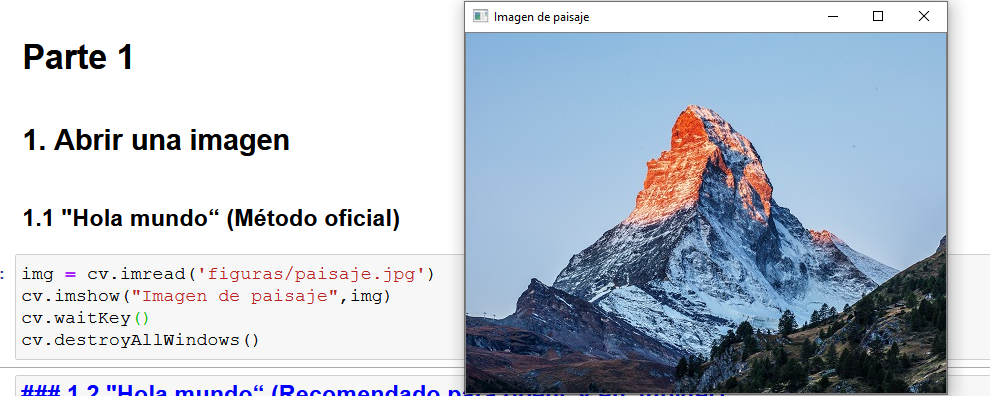 Parte 1
1. Abrir una imagen
1.1 "Hola mundo“ (Método oficial)
:
img = cv.imread('figuras/paisaje.jpg')
cv.imshow("Imagen de paisaje",img)
cv.waitKey()
cv.destroyAllWindows()
### 1.2 "Hola mundo“ (Recomendado para
Imagen de paisaje